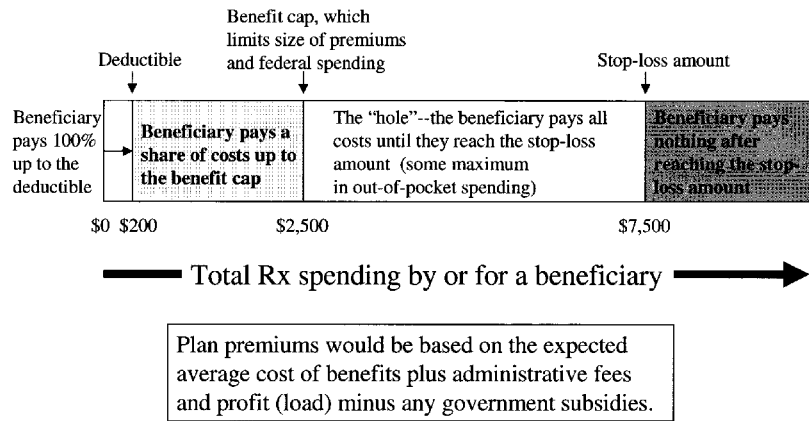 Benefit cap, which
limits size of premiums
and federal spending
Deductible
Stop-loss amount
Beneficiary
pays 100%
up to the
deductible
Beneficiary pays a
share of costs up to
the benefit cap
The “hole”--the beneficiary pays all
costs until they reach the stop-loss
amount (some maximum
in out-of-pocket spending)
Beneficiary pays
nothing after
reaching the stop-
loss amount
$0 $200
$2,500
$7,500
Total Rx spending by or for a beneficiary
Plan premiums would be based on the expected
average cost of benefits plus administrative fees
and profit (load) minus any government subsidies.